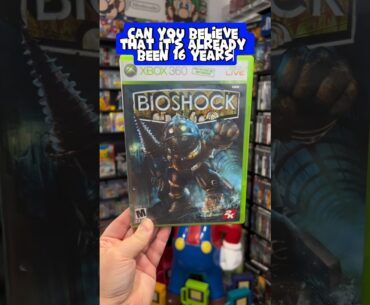 CAN YOU BELIEVE
THAT IT'S ALREADY
BEEN 16 YEARS
XBOX 360
LIVE
BIOSHOCK
M
2K